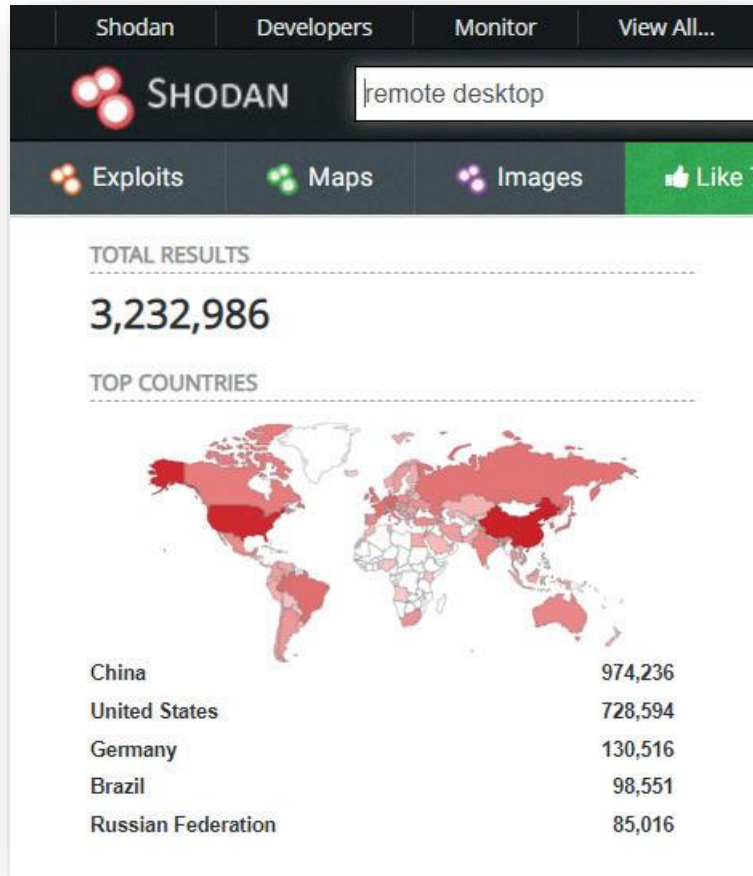 Shodan Developers Monitor View All...
SHODAN remote desktop
Exploits Maps Images Like
TOTAL RESULTS
3,232,986
TOP COUNTRIES
China 974,236
United States 728,594
Germany 130,516
Brazil 98,551
Russian Federation 85,016